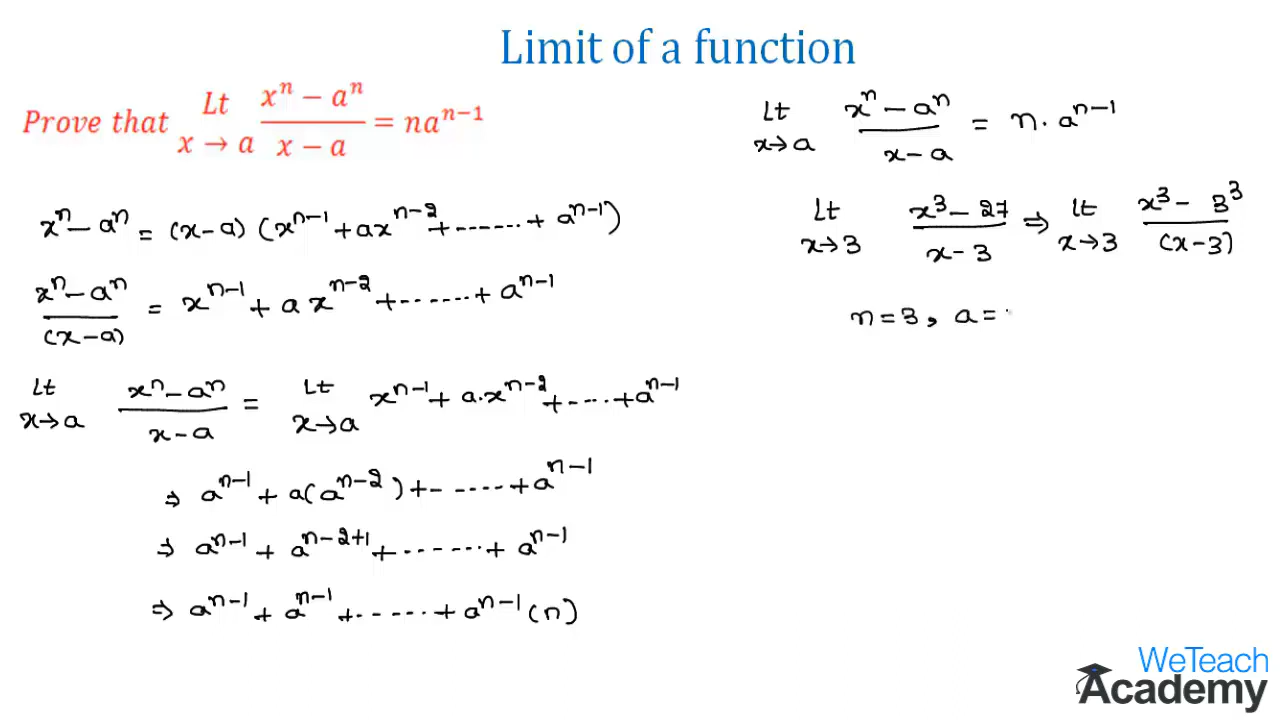 Limit of a function
Prove that Lt x → a (xⁿ − aⁿ)/(x − a) = naⁿ⁻¹
xⁿ − aⁿ = (x−a) (xⁿ⁻¹ + axⁿ⁻² + ....... + aⁿ⁻¹)
(xⁿ − aⁿ)/(x−a) = xⁿ⁻¹ + a xⁿ⁻² + ....... + aⁿ⁻¹
Lt x→a (xⁿ − aⁿ)/(x−a) = Lt x→a xⁿ⁻¹ + a.xⁿ⁻² + ..... + aⁿ⁻¹
⇒ aⁿ⁻¹ + a(aⁿ⁻²) + ...... + aⁿ⁻¹
⇒ aⁿ⁻¹ + aⁿ⁻²⁺¹ + ....... + aⁿ⁻¹
⇒ aⁿ⁻¹ + aⁿ⁻¹ + ...... + aⁿ⁻¹ (n)
Lt x→a (xⁿ − aⁿ)/(x−a) = n. aⁿ⁻¹
Lt x→3 (x³ − 27)/(x−3) ⇒ lt x→3 (x³ − 3³)/(x−3)
n=3, a=
WeTeach
Academy